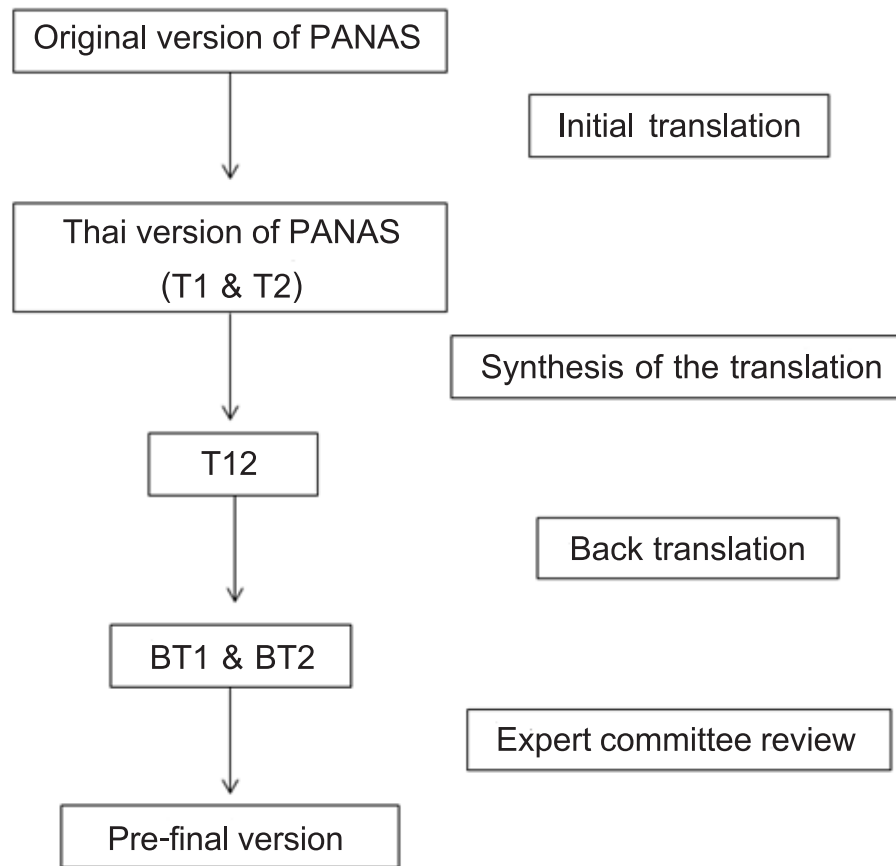 Original version of PANAS
Initial translation
Thai version of PANAS
(T1 & T2)
Synthesis of the translation
T12
Back translation
BT1 & BT2
Expert committee review
Pre-final version